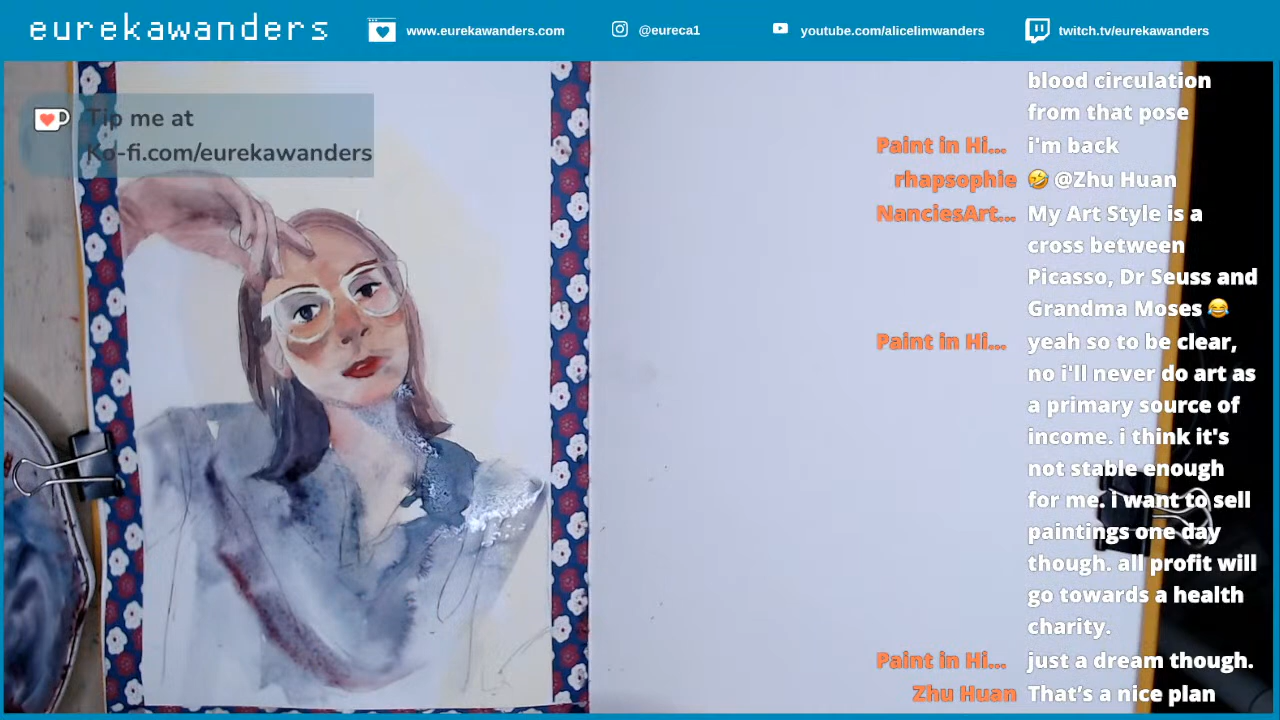 eurekawanders
www.eurekawanders.com
@eureca1
youtube.com/alicelimwanders
twitch.tv/eurekawanders
Tip me at
Ko-fi.com/eurekawanders
blood circulation
from that pose
Paint in Hi... i'm back
rhapsophie 🤣 @Zhu Huan
NanciesArt... My Art Style is a
cross between
Picasso, Dr Seuss and
Grandma Moses 😂
Paint in Hi... yeah so to be clear,
no i'll never do art as
a primary source of
income. i think it's
not stable enough
for me. i want to sell
paintings one day
though. all profit will
go towards a health
charity.
Paint in Hi... just a dream though.
Zhu Huan That's a nice plan